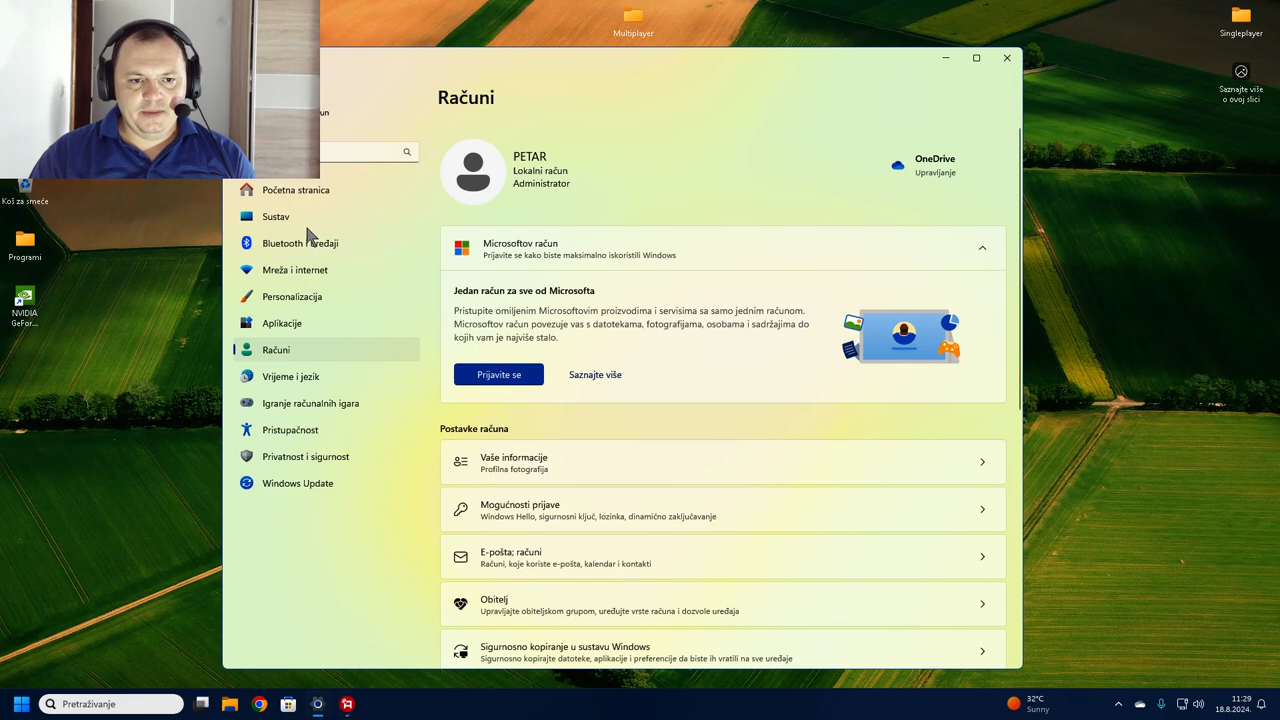 Multiplayer
Singleplayer
Saznajte više
o ovoj slici
Koš za smeće
Programi
NVIDIA
GeFor...
Računi
PETAR
Lokalni račun
Administrator
OneDrive
Upravljanje
Početna stranica
Sustav
Bluetooth i uređaji
Mreža i internet
Personalizacija
Aplikacije
Računi
Vrijeme i jezik
Igranje računalnih igara
Pristupačnost
Privatnost i sigurnost
Windows Update
Microsoftov račun
Prijavite se kako biste maksimalno iskoristili Windows
Jedan račun za sve od Microsofta
Pristupite omiljenim Microsoftovim proizvodima i servisima sa samo jednim računom.
Microsoftov račun povezuje vas s datotekama, fotografijama, osobama i sadržajima do
kojih vam je najviše stalo.
Prijavite se
Saznajte više
Postavke računa
Vaše informacije
Profilna fotografija
Mogućnosti prijave
Windows Hello, sigurnosni ključ, lozinka, dinamično zaključavanje
E-pošta; računi
Računi, koje koriste e-pošta, kalendar i kontakti
Obitelj
Upravljajte obiteljskom grupom, uređujte vrste računa i dozvole uređaja
Sigurnosno kopiranje u sustavu Windows
Sigurnosno kopirajte datoteke, aplikacije i preferencije da biste ih vratili na sve uređaje
Pretraživanje
32°C
Sunny
11:29
18.8.2024.